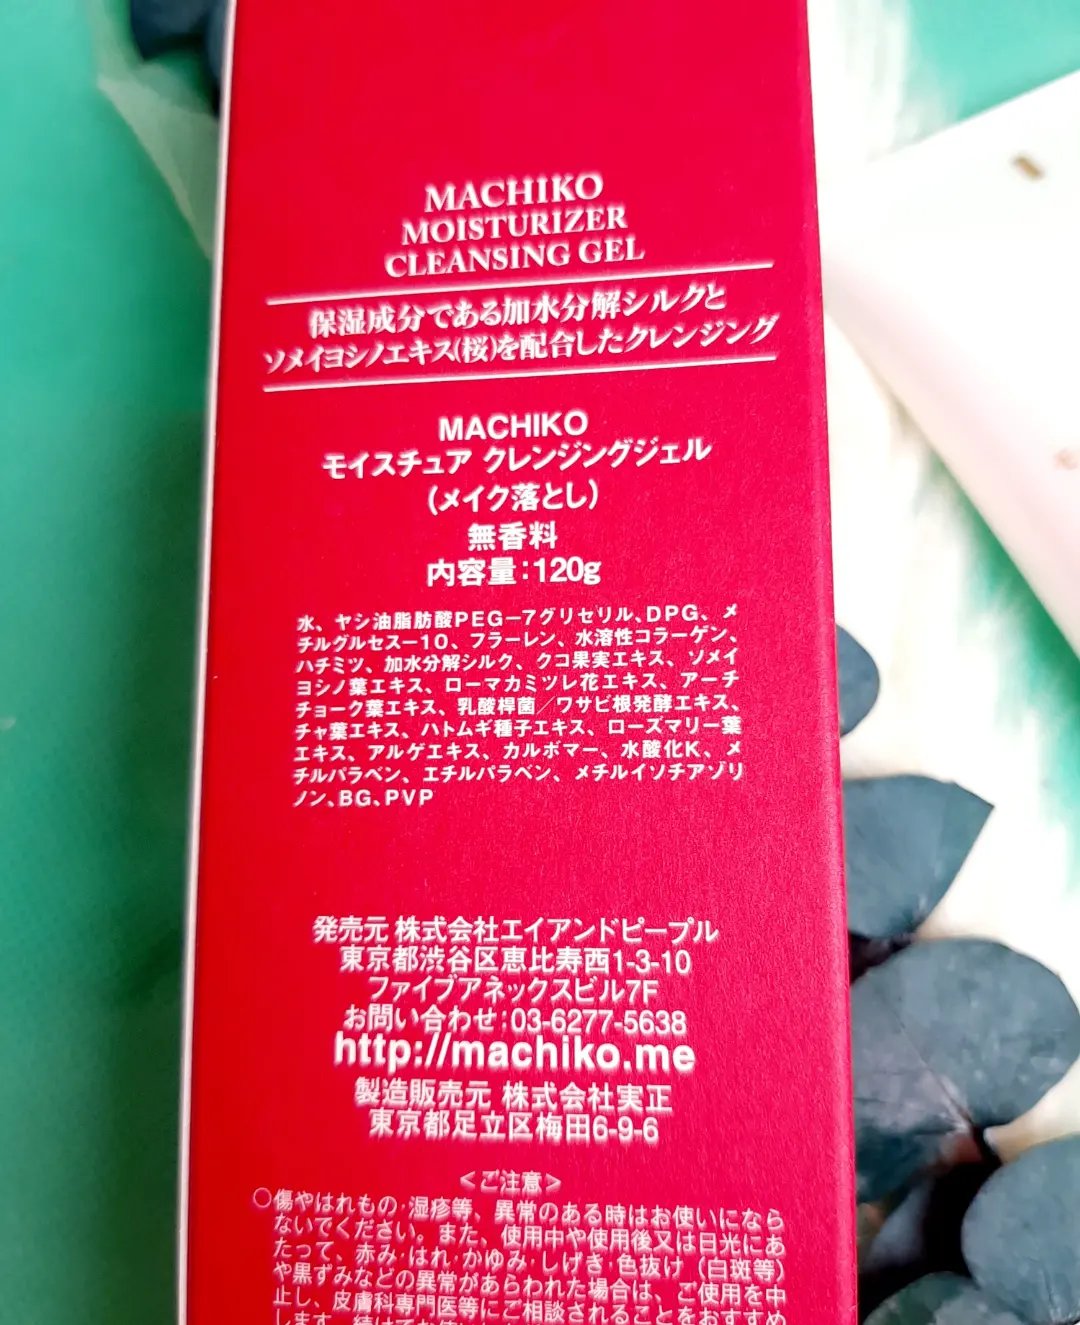 MACHIKO
MOISTURIZER
CLEANSING GEL
保湿成分である加水分解シルクと
ソメイヨシノエキス(桜)を配合したクレンジング
MACHIKO
モイスチュア クレンジングジェル
(メイク落とし)
無香料
内容量:120g
水、ヤシ油脂肪酸PEG-7グリセリル、DPG、メ
チルグルセス-10、フラーレン、水溶性コラーゲン、
ハチミツ、加水分解シルク、クコ果実エキス、ソメイ
ヨシノ葉エキス、ローマカミツレ花エキス、アーチ
チョーク葉エキス、乳酸桿菌/ワサビ根発酵エキス、
チャ葉エキス、ハトムギ種子エキス、ローズマリー葉
エキス、アルゲエキス、カルボマー、水酸化K、メ
チルパラベン、エチルパラベン、メチルイソチアゾリ
ノン、BG、PVP
発売元 株式会社エイアンドピープル
東京都渋谷区恵比寿西1-3-10
ファイブアネックスビル7F
お問い合わせ:03-6277-5638
http://machiko.me
製造販売元 株式会社実正
東京都足立区梅田6-9-6
<ご注意>
○傷やはれもの・湿疹等、異常のある時はお使いになら
ないでください。また、使用中や使用後又は日光にあ
たって、赤み・はれ・かゆみ・しげき・色抜け(白斑等)
や黒ずみなどの異常があらわれた場合は、ご使用を中
止し、皮膚科専門医等にご相談されることをおすすめ
します。